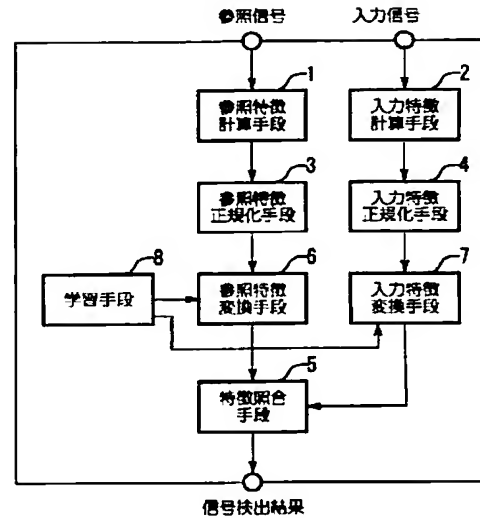 参照信号
入力信号
1
参照特徴
計算手段
2
入力特徴
計算手段
3
参照特徴
正規化手段
4
入力特徴
正規化手段
8
学習手段
6
参照特徴
変換手段
7
入力特徴
変換手段
5
特徴照合
手段
信号検出結果